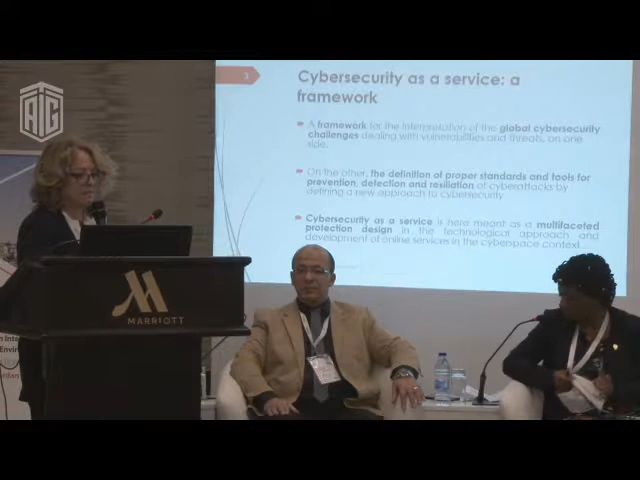 AIG
3
Cybersecurity as a service: a
framework
A framework for the interpretation of the global cybersecurity
challenges dealing with vulnerabilities and threats, on one
side.
On the other, the definition of proper standards and tools for
prevention, detection and resiliation of cyberattacks by
defining a new approach to cybersecurity
Cybersecurity as a service is here meant as a multifaceted
protection design in the technological approach and
development of online services in the cyberspace context
MARRIOTT